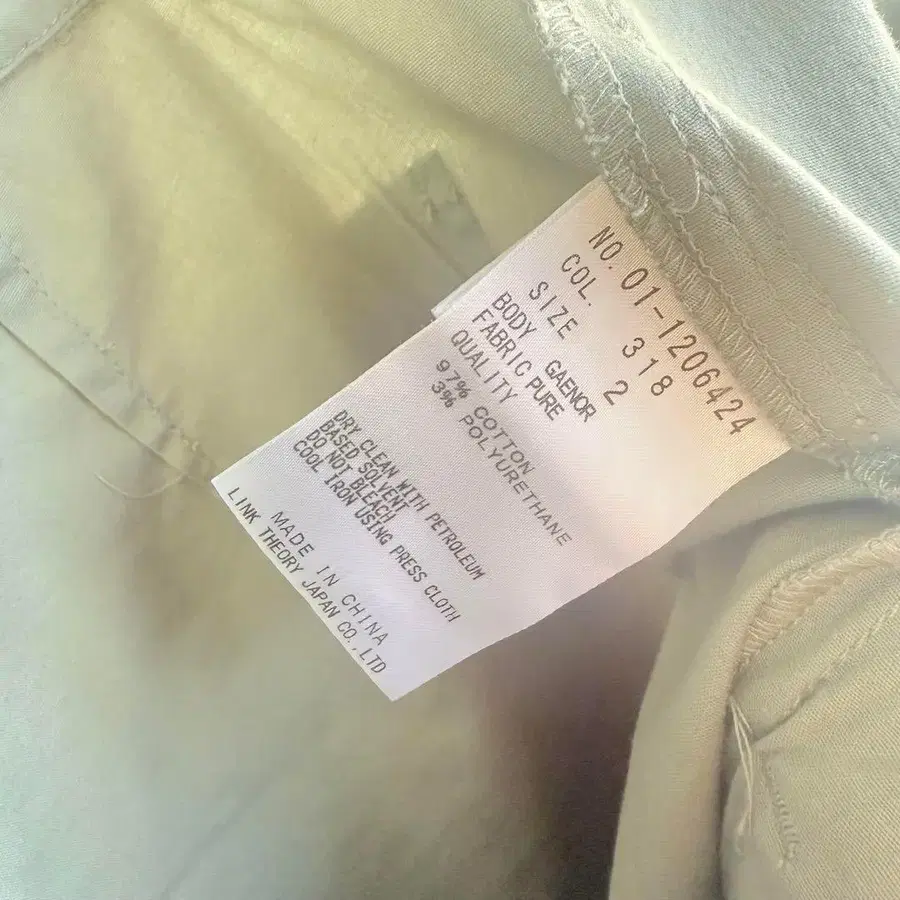 NO. 01-1206424
COL. 318
SIZE 2
BODY GAENOR
FABRIC PURE
QUALITY
97% COTTON
3% POLYURETHANE
DRY CLEAN WITH PETROLEUM
BASED SOLVENT
DO NOT BLEACH
COOL IRON USING PRESS CLOTH
MADE IN CHINA
LINK THEORY JAPAN CO.,LTD